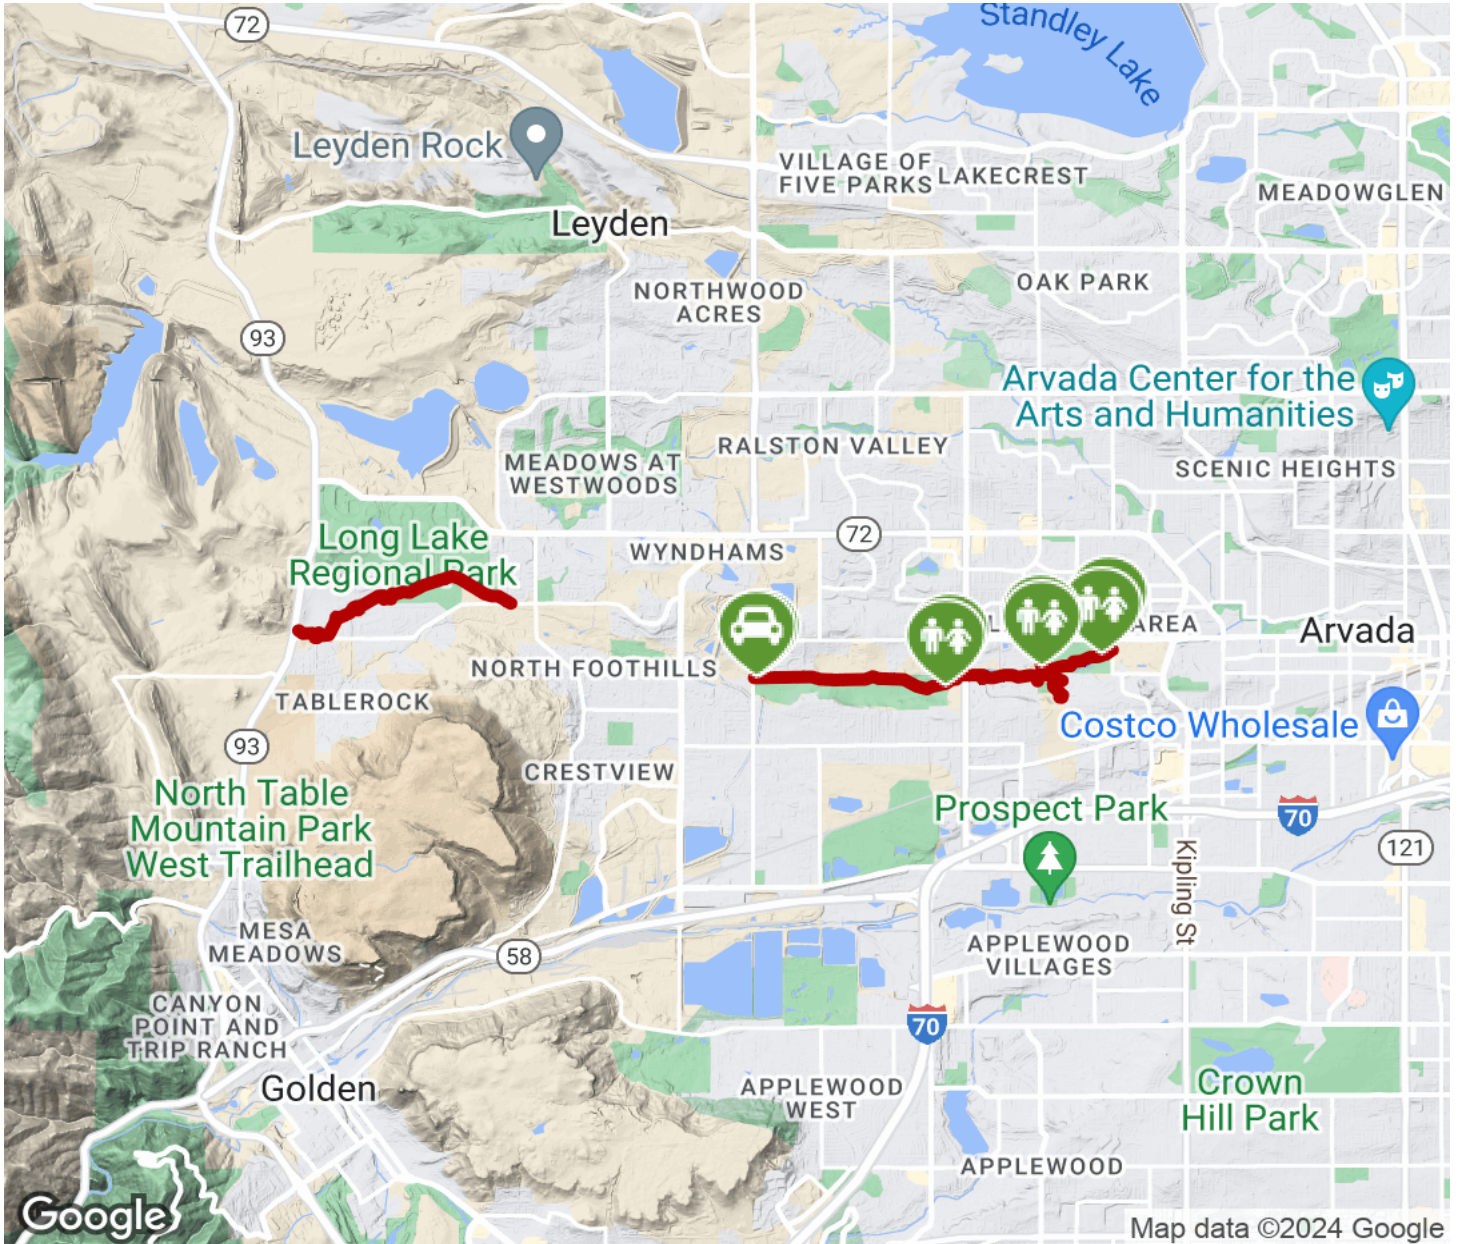 72
Standley Lake
Leyden Rock
VILLAGE OF
FIVE PARKS
LAKECREST
MEADOWGLEN
Leyden
NORTHWOOD
ACRES
OAK PARK
93
Arvada Center for the
Arts and Humanities
RALSTON VALLEY
MEADOWS AT
WESTWOODS
SCENIC HEIGHTS
Long Lake
Regional Park
72
WYNDHAMS
AREA
Arvada
NORTH FOOTHILLS
TABLEROCK
Costco Wholesale
93
CRESTVIEW
North Table
Mountain Park
West Trailhead
Prospect Park
70
121
Kipling St
MESA
MEADOWS
58
APPLEWOOD
VILLAGES
CANYON
POINT AND
TRIP RANCH
70
Golden
APPLEWOOD
WEST
Crown
Hill Park
APPLEWOOD
Google
Map data ©2024 Google